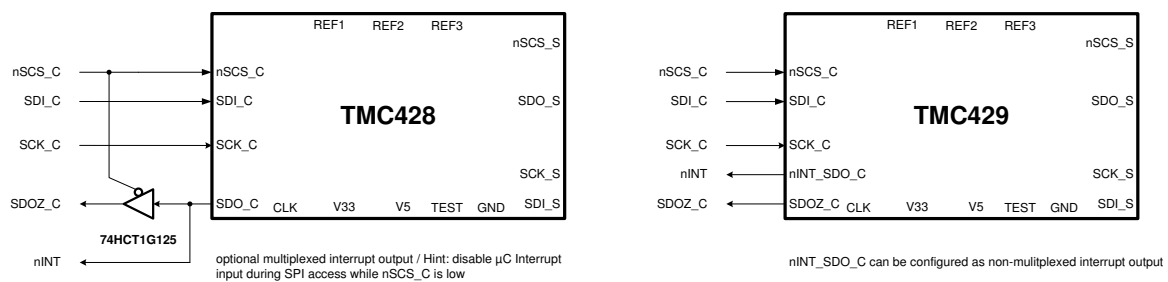 REF1 REF2 REF3
nSCS_S
nSCS_C nSCS_C
SDI_C SDI_C SDO_S
TMC428
SCK_C SCK_C
SCK_S
SDOZ_C SDO_C CLK V33 V5 TEST GND SDI_S
74HCT1G125
nINT
optional multiplexed interrupt output / Hint: disable µC Interrupt
input during SPI access while nSCS_C is low
REF1 REF2 REF3
nSCS_S
nSCS_C nSCS_C
SDI_C SDI_C SDO_S
TMC429
SCK_C SCK_C
nINT nINT_SDO_C SCK_S
SDOZ_C SDOZ_C CLK V33 V5 TEST GND SDI_S
nINT_SDO_C can be configured as non-mulitplexed interrupt output